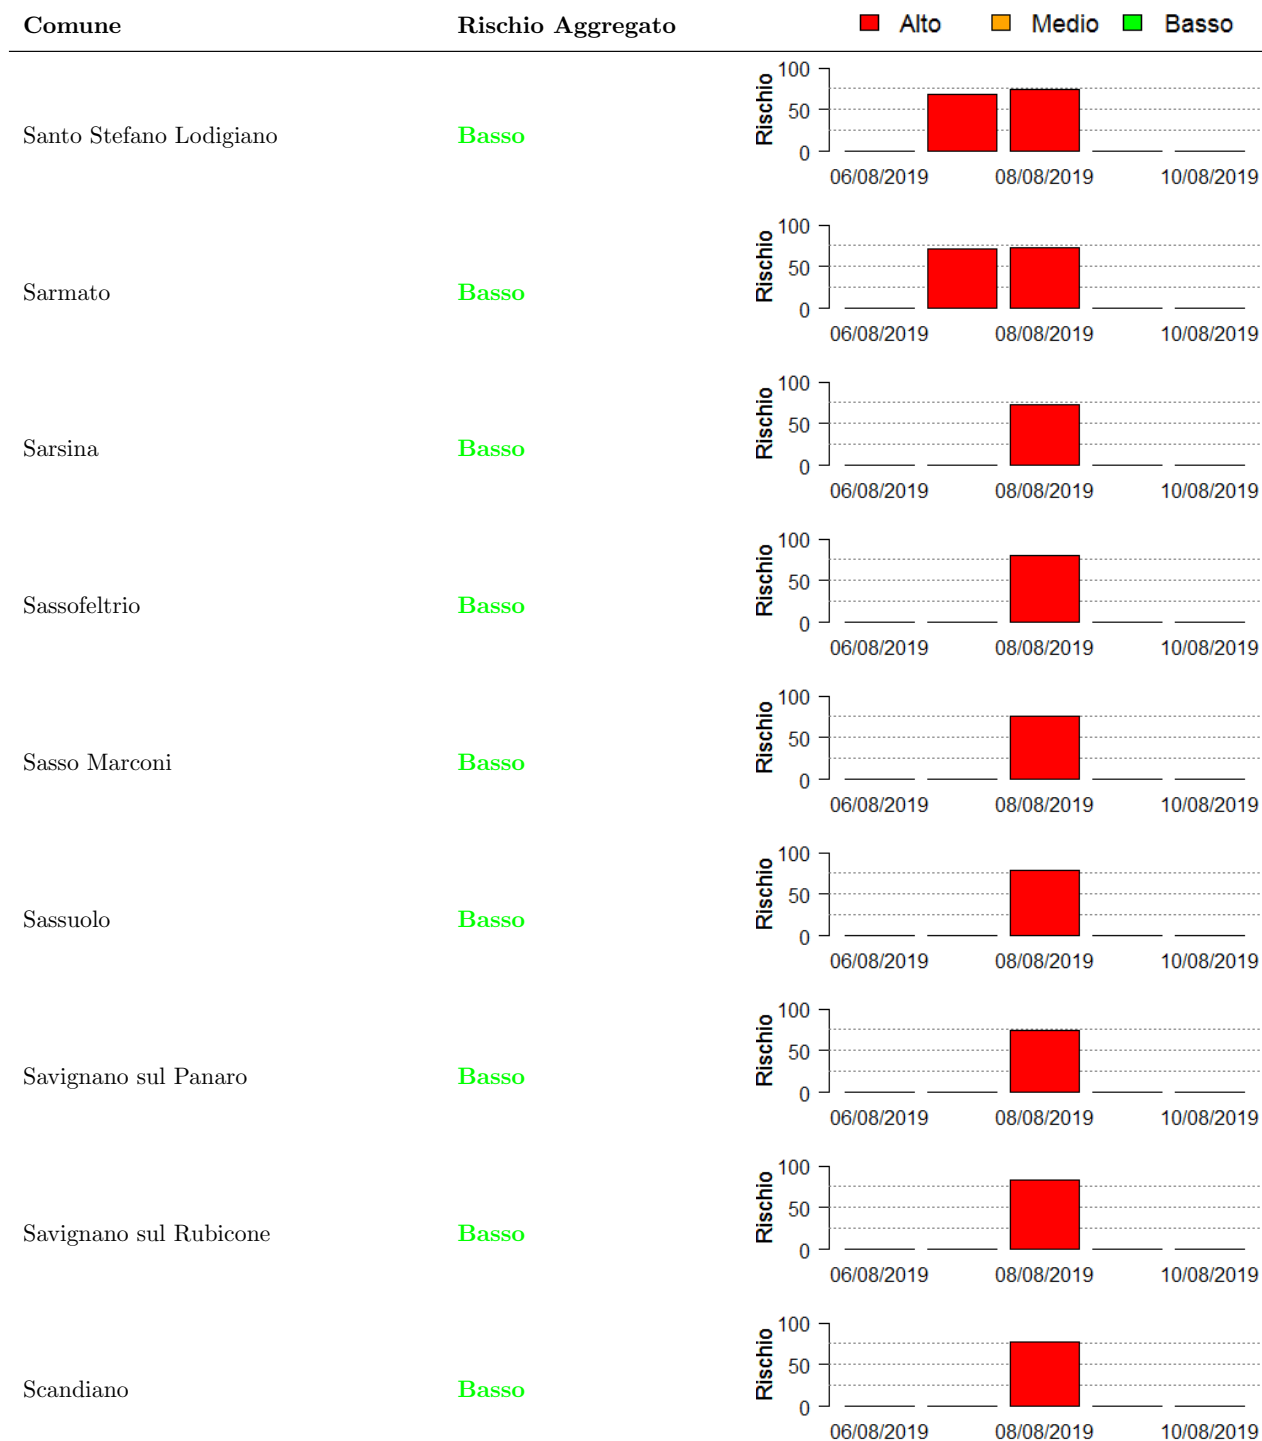 Comune Rischio Aggregato Alto Medio Basso
100
50
0
Rischio
Santo Stefano Lodigiano Basso
06/08/2019 08/08/2019 10/08/2019
100
50
0
Rischio
Sarmato Basso
06/08/2019 08/08/2019 10/08/2019
100
50
0
Rischio
Sarsina Basso
06/08/2019 08/08/2019 10/08/2019
100
50
0
Rischio
Sassofeltrio Basso
06/08/2019 08/08/2019 10/08/2019
100
50
0
Rischio
Sasso Marconi Basso
06/08/2019 08/08/2019 10/08/2019
100
50
0
Rischio
Sassuolo Basso
06/08/2019 08/08/2019 10/08/2019
100
50
0
Rischio
Savignano sul Panaro Basso
06/08/2019 08/08/2019 10/08/2019
100
50
0
Rischio
Savignano sul Rubicone Basso
06/08/2019 08/08/2019 10/08/2019
100
50
0
Rischio
Scandiano Basso
06/08/2019 08/08/2019 10/08/2019